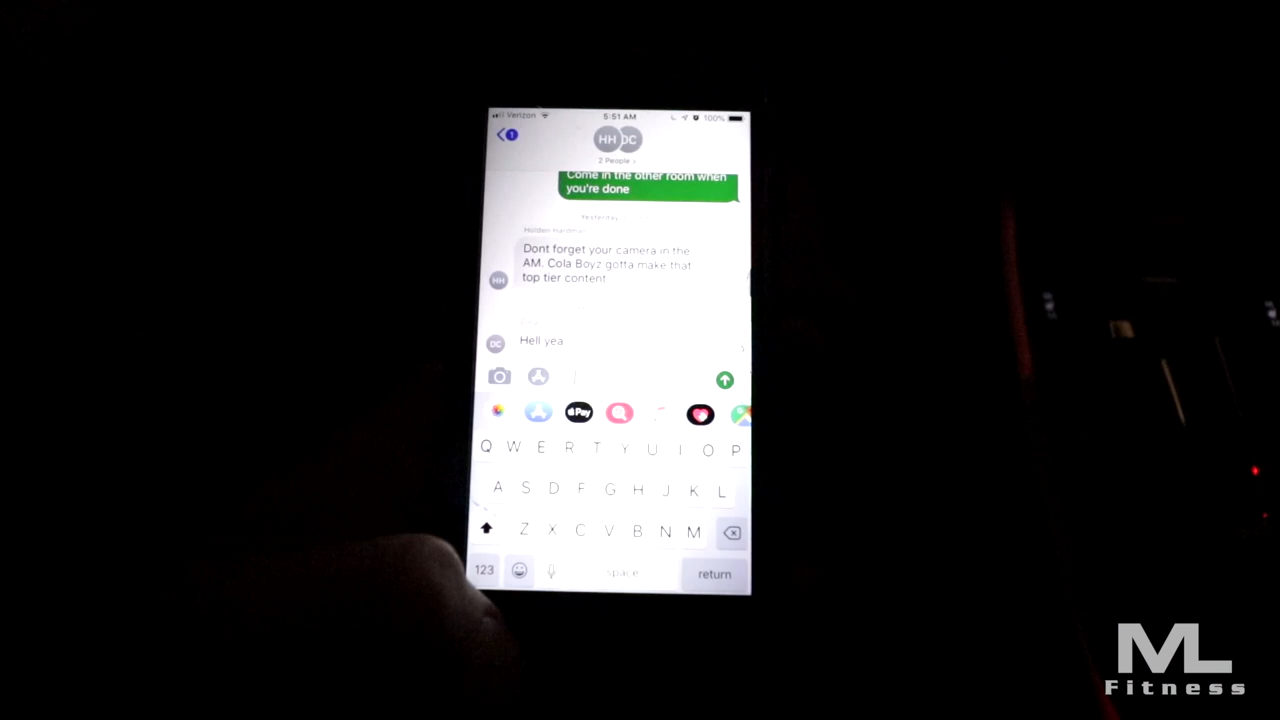 Verizon 5:51 AM 100%
1
HH DC
2 People
Come in the other room when
you're done
Yesterday
Holden
Dont forget your camera in the
AM. Cola Boyz gotta make that
top tier content
HH
Hell yea
DC
Pay
Q W E R T Y U I O P
A S D F G H J K L
Z X C V B N M
123 space return
ML
Fitness